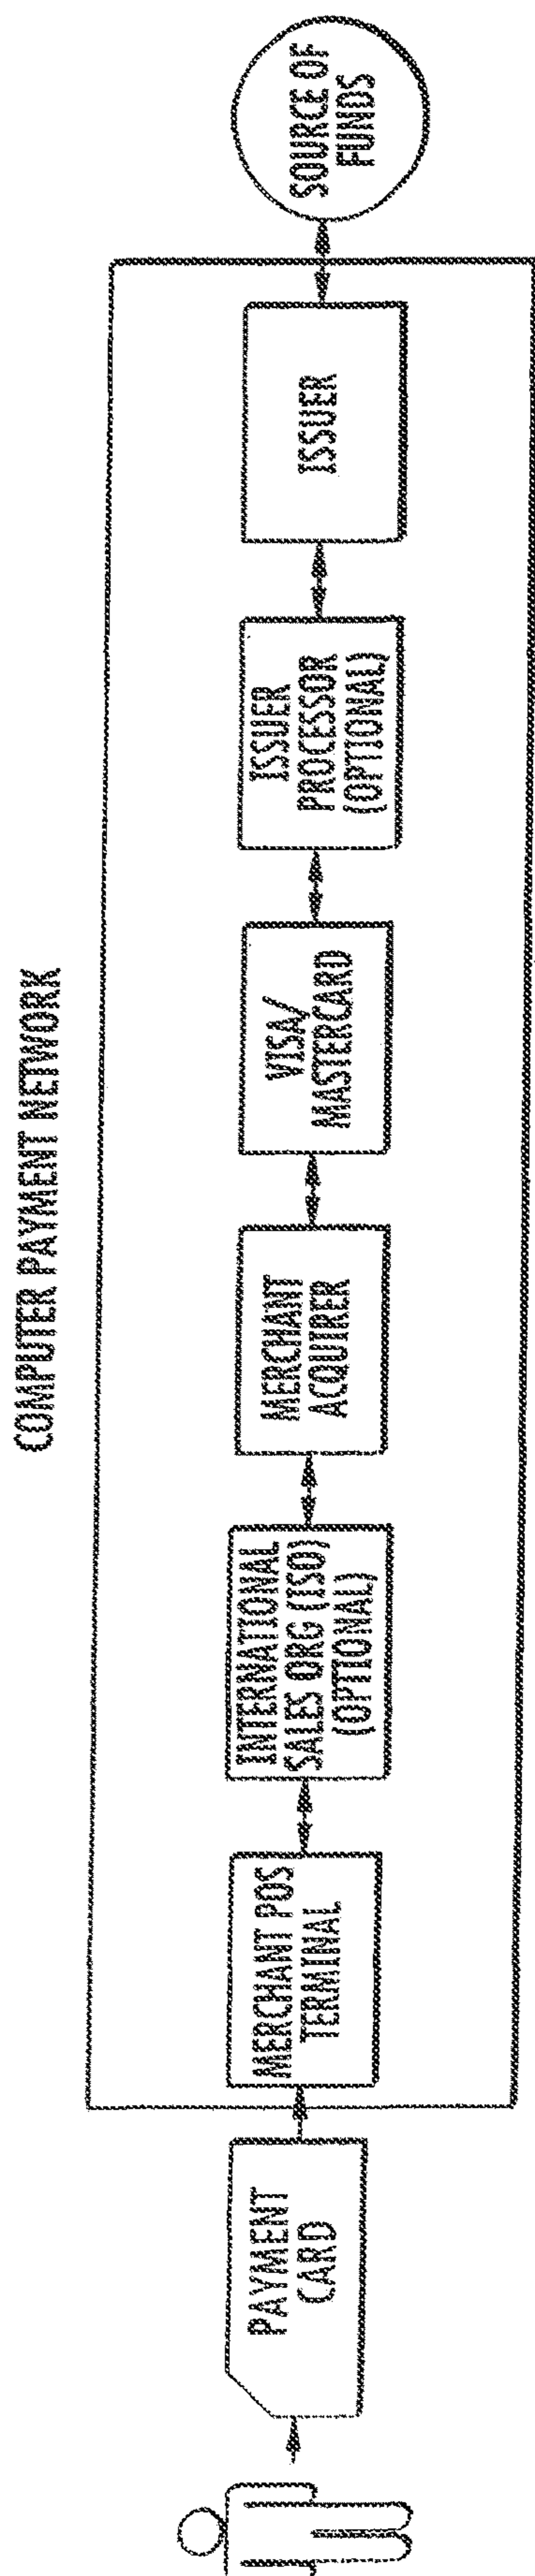 COMPUTER PAYMENT NETWORK
PAYMENT
CARD
MERCHANT POS
TERMINAL
INTERNATIONAL
SALES ORG (ISO)
(OPTIONAL)
MERCHANT
ACQUIRER
VISA/
MASTERCARD
ISSUER
PROCESSOR
(OPTIONAL)
ISSUER
SOURCE OF
FUNDS